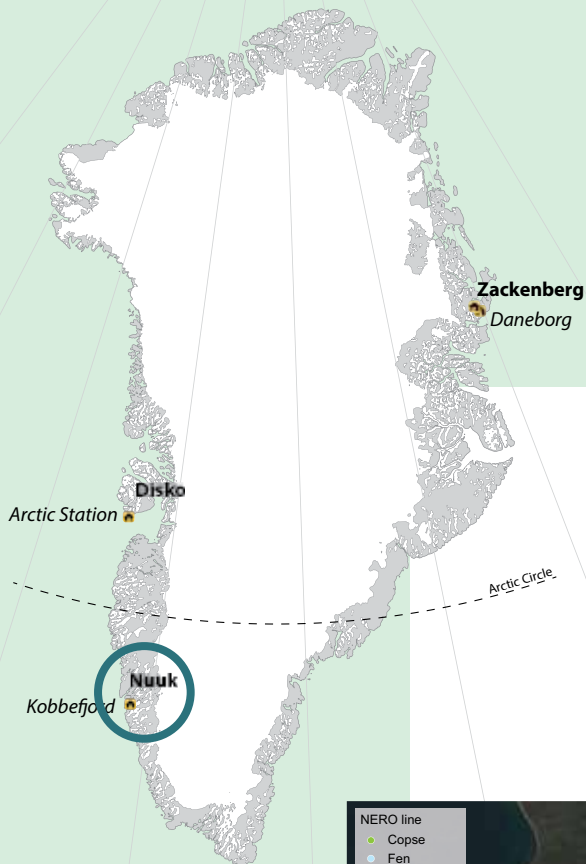 Zackenberg
Daneborg
Disko
Arctic Station
Arctic Circle
Nuuk
Kobbefjord
NERO line
Copse
Fen